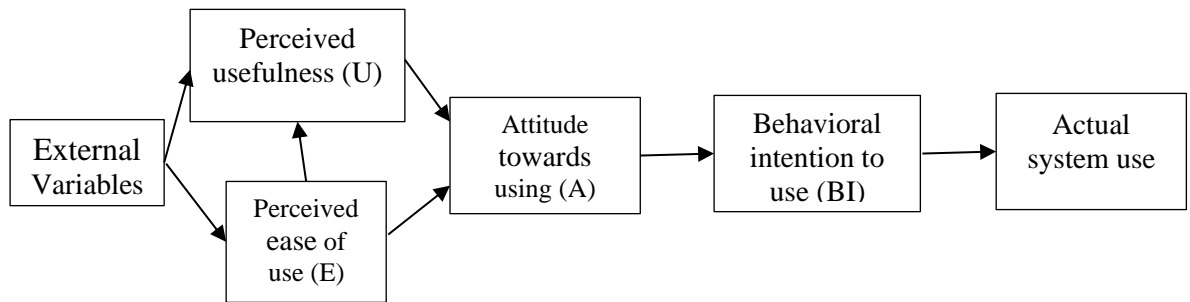 External
Variables
Perceived
usefulness (U)
Perceived
ease of
use (E)
Attitude
towards
using (A)
Behavioral
intention to
use (BI)
Actual
system use